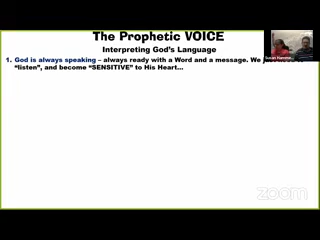 The Prophetic VOICE
Interpreting God's Language
1. God is always speaking – always ready with a Word and a message. We
"listen", and become "SENSITIVE" to His Heart...
zoom